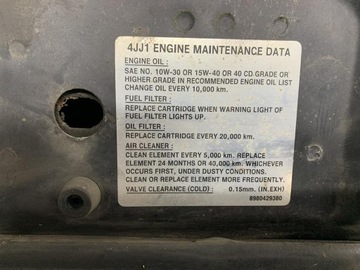 4JJ1 ENGINE MAINTENANCE DATA
ENGINE OIL :
SAE NO. 10W-30 OR 15W-40 OR 40 CD GRADE OR
HIGHER GRADE IN RECOMMENDED ENGINE OIL LIST
CHANGE OIL EVERY 10,000 km.
FUEL FILTER :
REPLACE CARTRIDGE WHEN WARNING LIGHT OF
FUEL FILTER LIGHTS UP.
OIL FILTER :
REPLACE CARTRIDGE EVERY 20,000 km.
AIR CLEANER :
CLEAN ELEMENT EVERY 5,000 km. REPLACE
ELEMENT 24 MONTHS OR 40,000 km. WHICHEVER
OCCURS FIRST, UNDER DUSTY CONDITIONS.
CLEAN OR REPLACE ELEMENT MORE FREQUENTLY.
VALVE CLEARANCE (COLD) : 0.15mm. (IN.EXH)
8980429380